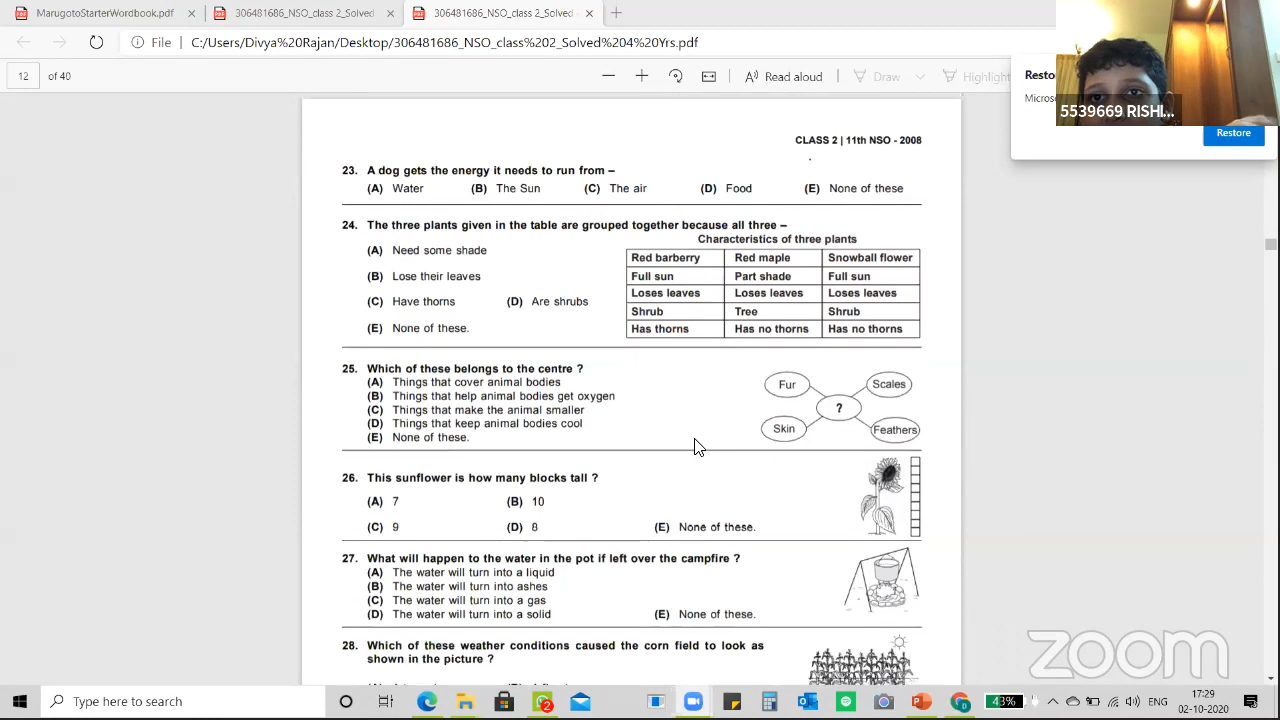 MarugotoStarterWordbook.pdf
306481686_NSO_class 2_Solved
306481686_NSO_class 2_Solved
File
C:/Users/Divya%20Rajan/Desktop/306481686_NSO_class%202_Solved%204%20Yrs.pdf
12 of 40
Read aloud
Draw
Highlight
Resto
Micros
Restore
5539669 RISHI...
CLASS 2 | 11th NSO - 2008
23. A dog gets the energy it needs to run from –
(A) Water (B) The Sun (C) The air (D) Food (E) None of these
24. The three plants given in the table are grouped together because all three –
(A) Need some shade
(B) Lose their leaves
(C) Have thorns (D) Are shrubs
(E) None of these.
Characteristics of three plants
Red barberry Red maple Snowball flower
Full sun Part shade Full sun
Loses leaves Loses leaves Loses leaves
Shrub Tree Shrub
Has thorns Has no thorns Has no thorns
25. Which of these belongs to the centre ?
(A) Things that cover animal bodies
(B) Things that help animal bodies get oxygen
(C) Things that make the animal smaller
(D) Things that keep animal bodies cool
(E) None of these.
Fur Scales
?
Skin Feathers
26. This sunflower is how many blocks tall ?
(A) 7 (B) 10
(C) 9 (D) 8 (E) None of these.
27. What will happen to the water in the pot if left over the campfire ?
(A) The water will turn into a liquid
(B) The water will turn into ashes
(C) The water will turn into a gas
(D) The water will turn into a solid (E) None of these.
28. Which of these weather conditions caused the corn field to look as
shown in the picture ?
zoom
Type here to search
2
43%
ENG
17:29
02-10-2020